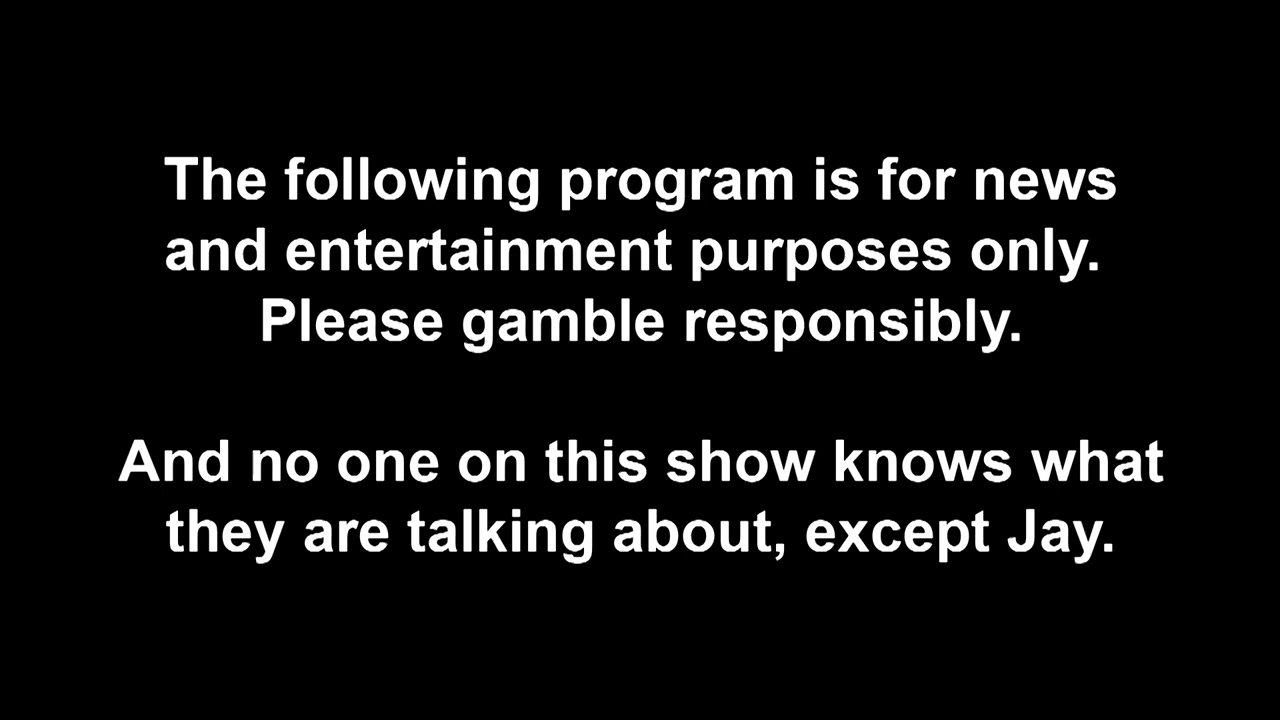 The following program is for news
and entertainment purposes only.
Please gamble responsibly.
And no one on this show knows what
they are talking about, except Jay.